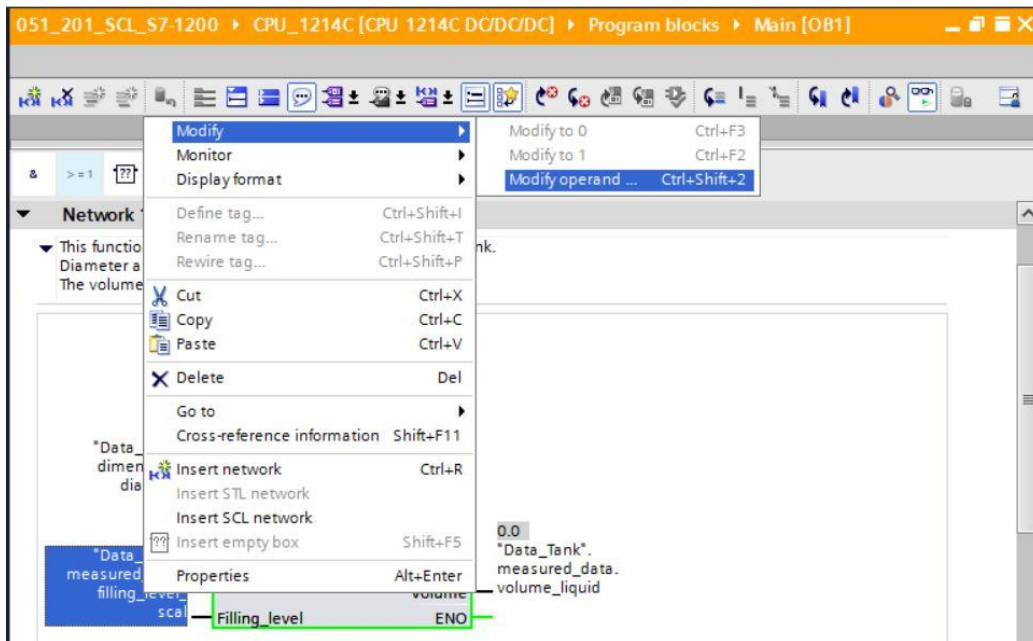 051_201_SCL_S7-1200 ▸ CPU_1214C [CPU 1214C DC/DC/DC] ▸ Program blocks ▸ Main [OB1]
Modify
Modify to 0 Ctrl+F3
Monitor
Modify to 1 Ctrl+F2
& >=1 ??
Display format
Modify operand ... Ctrl+Shift+2
Network
Define tag... Ctrl+Shift+I
Rename tag... Ctrl+Shift+T
This functio nk.
Rewire tag... Ctrl+Shift+P
Diameter a
The volume
Cut Ctrl+X
Copy Ctrl+C
Paste Ctrl+V
Delete Del
Go to
Cross-reference information Shift+F11
"Data_
dimen
dia
Insert network Ctrl+R
Insert STL network
Insert SCL network
Insert empty box Shift+F5
Properties Alt+Enter
0.0
"Data_Tank".
measured_data.
volume_liquid
"Data_
measured
filling_level_
scal
Volume
Filling_level ENO